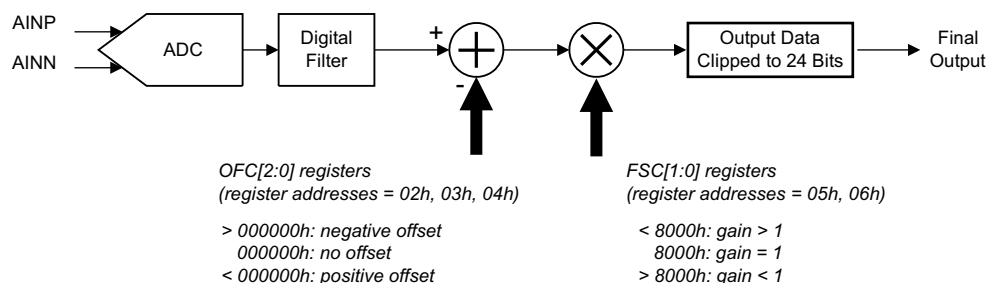 AINP
AINN
ADC
Digital
Filter
+
-
Output Data
Clipped to 24 Bits
Final
Output
OFC[2:0] registers
(register addresses = 02h, 03h, 04h)
> 000000h: negative offset
000000h: no offset
< 000000h: positive offset
FSC[1:0] registers
(register addresses = 05h, 06h)
< 8000h: gain > 1
8000h: gain = 1
> 8000h: gain < 1